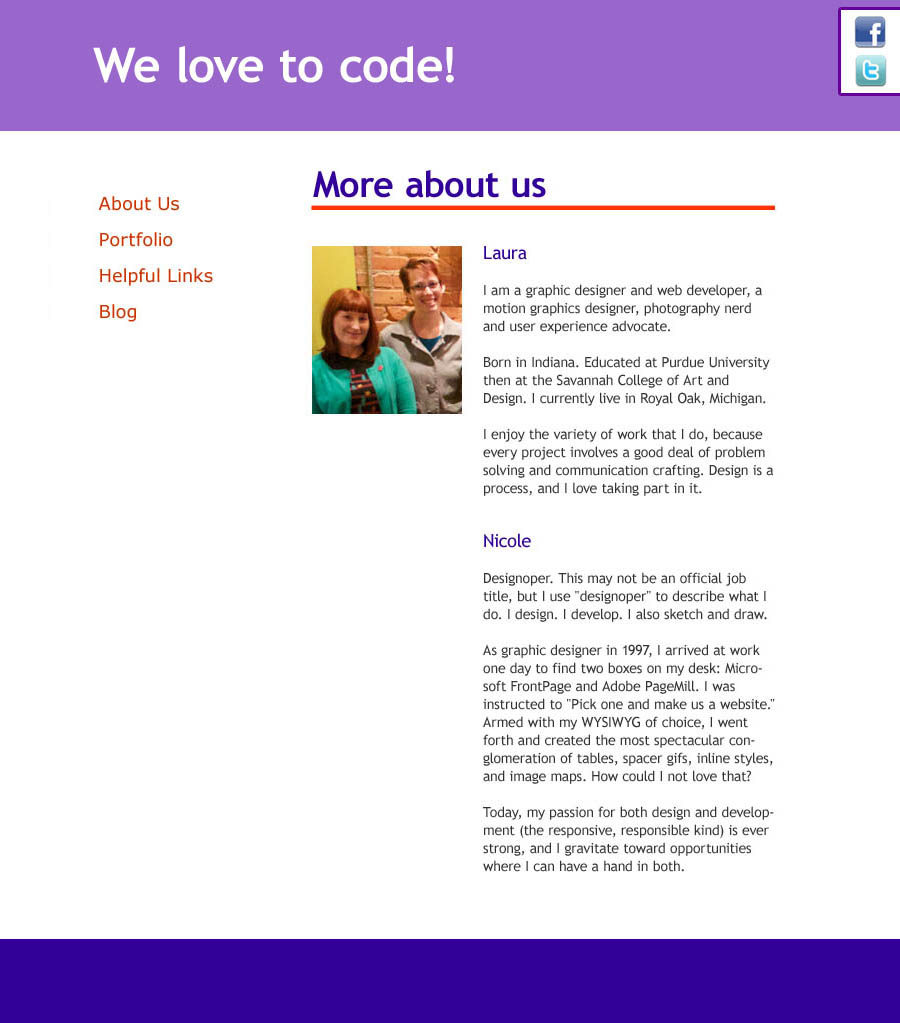 We love to code!
f
t
About Us
Portfolio
Helpful Links
Blog
More about us
Laura
I am a graphic designer and web developer, a
motion graphics designer, photography nerd
and user experience advocate.
Born in Indiana. Educated at Purdue University
then at the Savannah College of Art and
Design. I currently live in Royal Oak, Michigan.
I enjoy the variety of work that I do, because
every project involves a good deal of problem
solving and communication crafting. Design is a
process, and I love taking part in it.
Nicole
Designoper. This may not be an official job
title, but I use "designoper" to describe what I
do. I design. I develop. I also sketch and draw.
As graphic designer in 1997, I arrived at work
one day to find two boxes on my desk: Micro-
soft FrontPage and Adobe PageMill. I was
instructed to "Pick one and make us a website."
Armed with my WYSIWYG of choice, I went
forth and created the most spectacular con-
glomeration of tables, spacer gifs, inline styles,
and image maps. How could I not love that?
Today, my passion for both design and develop-
ment (the responsive, responsible kind) is ever
strong, and I gravitate toward opportunities
where I can have a hand in both.